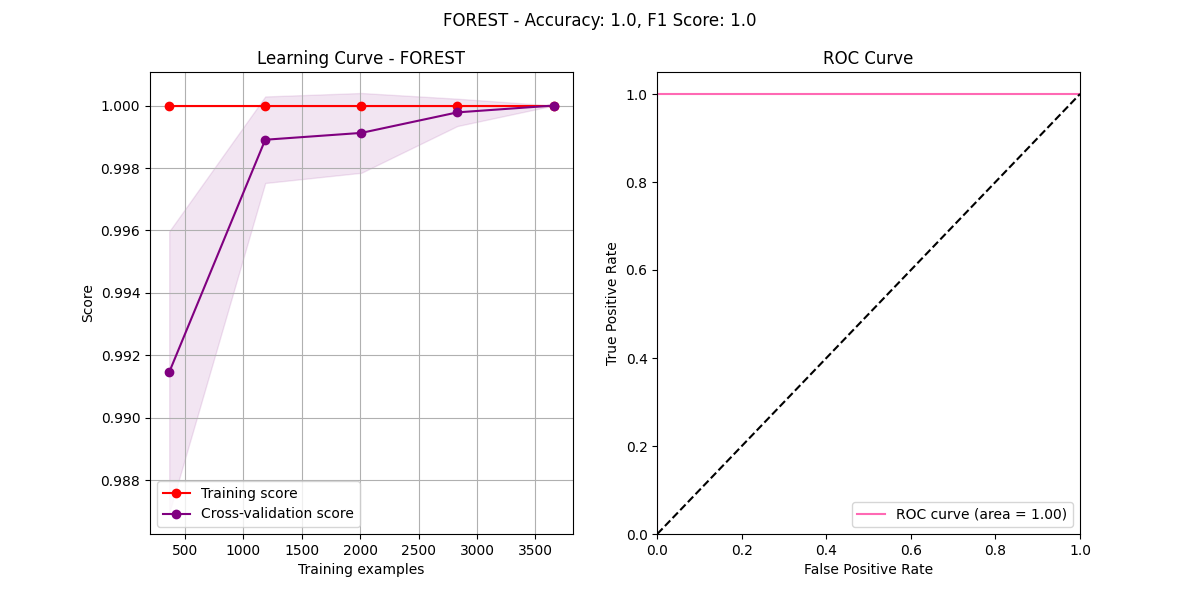 FOREST - Accuracy: 1.0, F1 Score: 1.0
Learning Curve - FOREST
1.000
0.998
0.996
0.994
0.992
0.990
0.988
Score
Training score
Cross-validation score
500 1000 1500 2000 2500 3000 3500
Training examples
ROC Curve
1.0
0.8
0.6
0.4
0.2
0.0
True Positive Rate
ROC curve (area = 1.00)
0.0 0.2 0.4 0.6 0.8 1.0
False Positive Rate